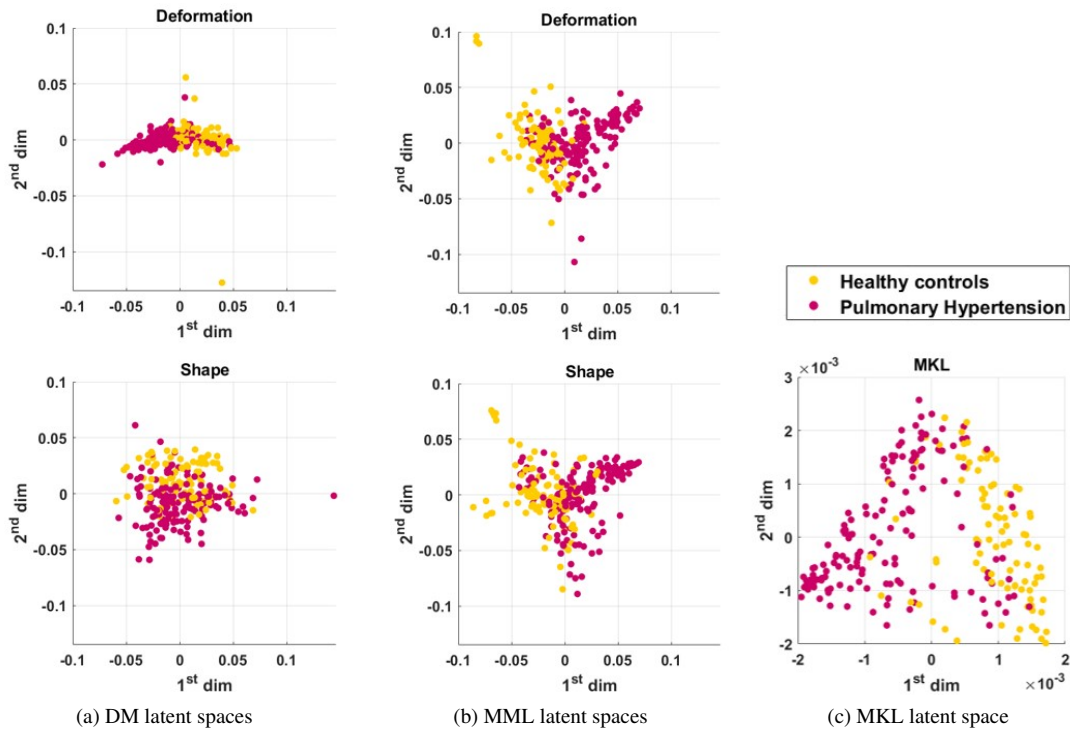 Deformation
0.1
0.05
0
-0.05
-0.1
2nd dim
-0.1 -0.05 0 0.05 0.1
1st dim
Deformation
0.1
0.05
0
-0.05
-0.1
2nd dim
-0.1 -0.05 0 0.05 0.1
1st dim
Healthy controls
Pulmonary Hypertension
Shape
0.1
0.05
0
-0.05
-0.1
2nd dim
-0.1 -0.05 0 0.05 0.1
1st dim
(a) DM latent spaces
Shape
0.1
0.05
0
-0.05
-0.1
2nd dim
-0.1 -0.05 0 0.05 0.1
1st dim
(b) MML latent spaces
×10-3
MKL
3
2
1
0
-1
-2
2nd dim
-2 -1 0 1 2
1st dim
×10-3
(c) MKL latent space